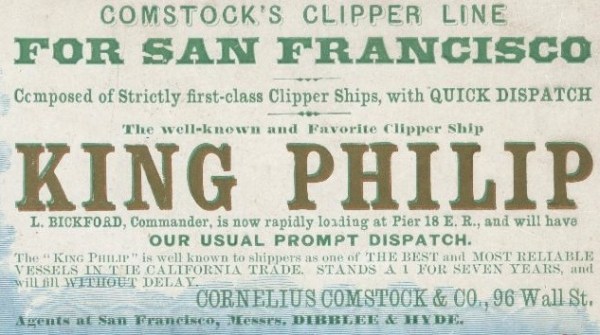 COMSTOCK'S CLIPPER LINE
FOR SAN FRANCISCO
Composed of Strictly first-class Clipper Ships, with QUICK DISPATCH
The well-known and Favorite Clipper Ship
KING PHILIP
L. BICKFORD, Commander, is now rapidly loading at Pier 18 E. R., and will have
OUR USUAL PROMPT DISPATCH.
The "KING PHILIP" is well known to shippers as one of THE BEST and MOST RELIABLE
VESSELS IN THE CALIFORNIA TRADE. STANDS A 1 FOR SEVEN YEARS, and
will fill WITHOUT DELAY.
CORNELIUS COMSTOCK & CO., 96 Wall St.
Agents at San Francisco, Messrs. DIBBLEE & HYDE.